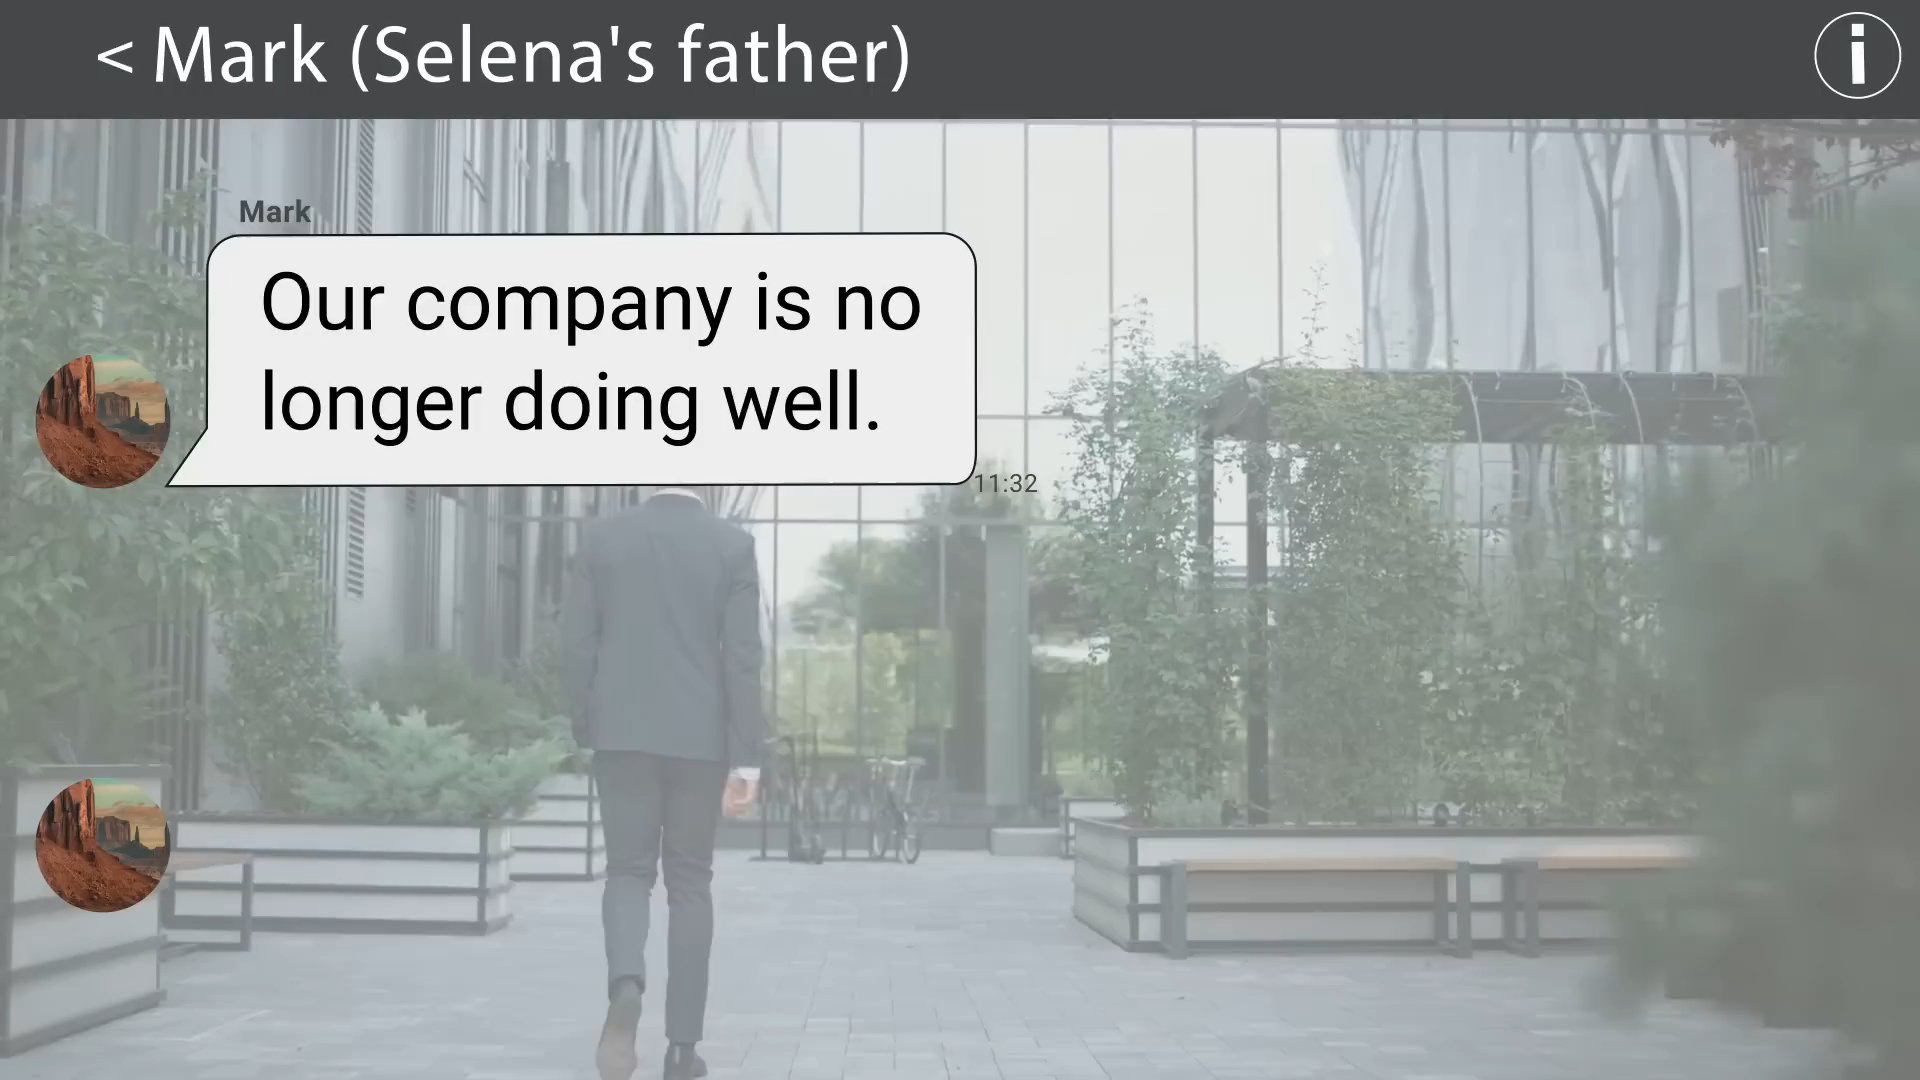 < Mark (Selena's father)
i
Mark
Our company is no
longer doing well.
11:32